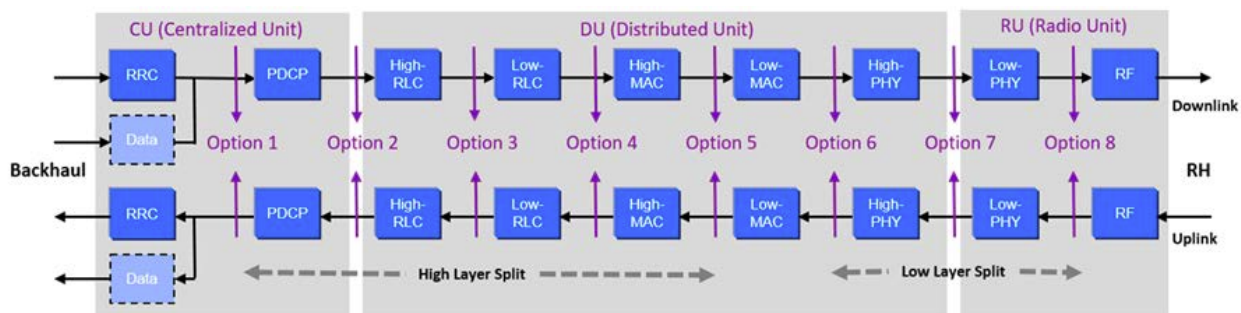 CU (Centralized Unit)
DU (Distributed Unit)
RU (Radio Unit)
RRC
PDCP
High-
RLC
Low-
RLC
High-
MAC
Low-
MAC
High-
PHY
Low-
PHY
RF
Downlink
Data
Option 1
Option 2
Option 3
Option 4
Option 5
Option 6
Option 7
Option 8
Backhaul
RH
RRC
PDCP
High-
RLC
Low-
RLC
High-
MAC
Low-
MAC
High-
PHY
Low-
PHY
RF
Uplink
Data
High Layer Split
Low Layer Split